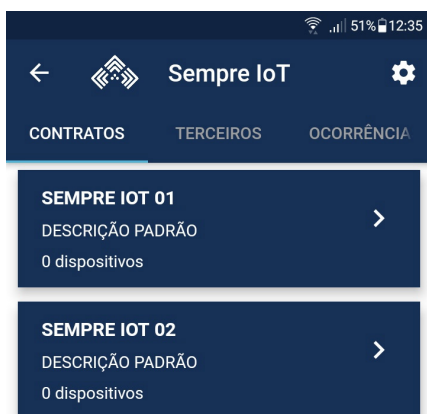 51% 12:35
Sempre IoT
CONTRATOS TERCEIROS OCORRÊNCIA
SEMPRE IOT 01
DESCRIÇÃO PADRÃO
0 dispositivos
SEMPRE IOT 02
DESCRIÇÃO PADRÃO
0 dispositivos